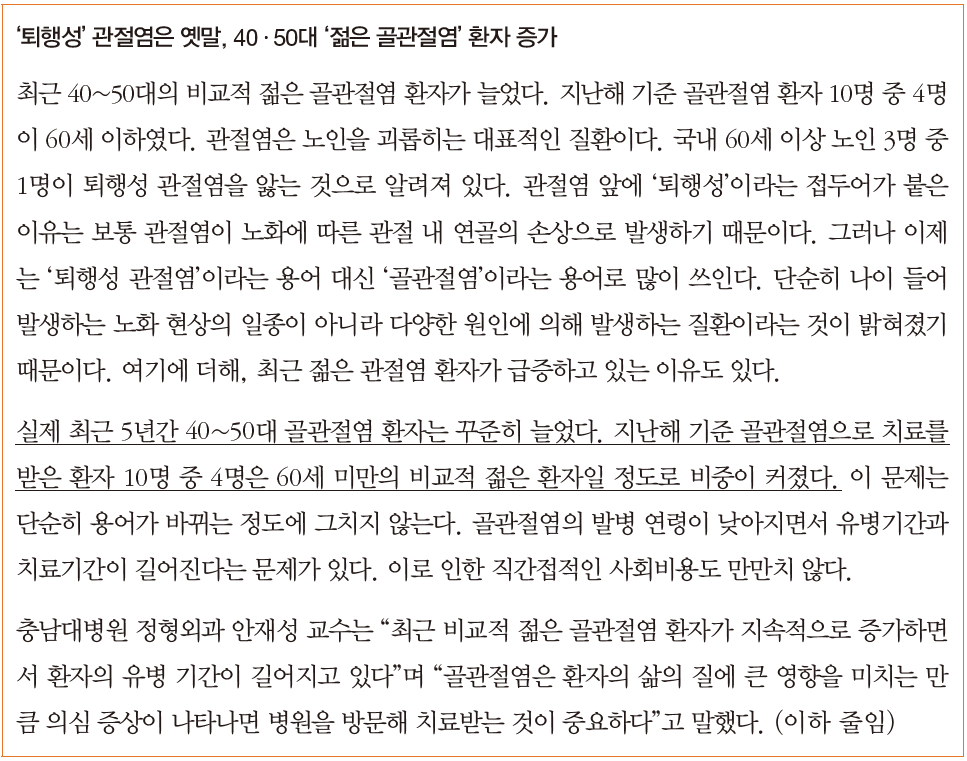 ‘퇴행성’ 관절염은 옛말, 40 · 50대 ‘젊은 골관절염’ 환자 증가
최근 40～50대의 비교적 젊은 골관절염 환자가 늘었다. 지난해 기준 골관절염 환자 10명 중 4명
이 60세 이하였다. 관절염은 노인을 괴롭히는 대표적인 질환이다. 국내 60세 이상 노인 3명 중
1명이 퇴행성 관절염을 앓는 것으로 알려져 있다. 관절염 앞에 ‘퇴행성’이라는 접두어가 붙은
이유는 보통 관절염이 노화에 따른 관절 내 연골의 손상으로 발생하기 때문이다. 그러나 이제
는 ‘퇴행성 관절염’이라는 용어 대신 ‘골관절염’이라는 용어로 많이 쓰인다. 단순히 나이 들어
발생하는 노화 현상의 일종이 아니라 다양한 원인에 의해 발생하는 질환이라는 것이 밝혀졌기
때문이다. 여기에 더해, 최근 젊은 관절염 환자가 급증하고 있는 이유도 있다.
실제 최근 5년간 40～50대 골관절염 환자는 꾸준히 늘었다. 지난해 기준 골관절염으로 치료를
받은 환자 10명 중 4명은 60세 미만의 비교적 젊은 환자일 정도로 비중이 커졌다. 이 문제는
단순히 용어가 바뀌는 정도에 그치지 않는다. 골관절염의 발병 연령이 낮아지면서 유병기간과
치료기간이 길어진다는 문제가 있다. 이로 인한 직간접적인 사회비용도 만만치 않다.
충남대병원 정형외과 안재성 교수는 “최근 비교적 젊은 골관절염 환자가 지속적으로 증가하면
서 환자의 유병 기간이 길어지고 있다”며 “골관절염은 환자의 삶의 질에 큰 영향을 미치는 만
큼 의심 증상이 나타나면 병원을 방문해 치료받는 것이 중요하다”고 말했다. (이하 줄임)